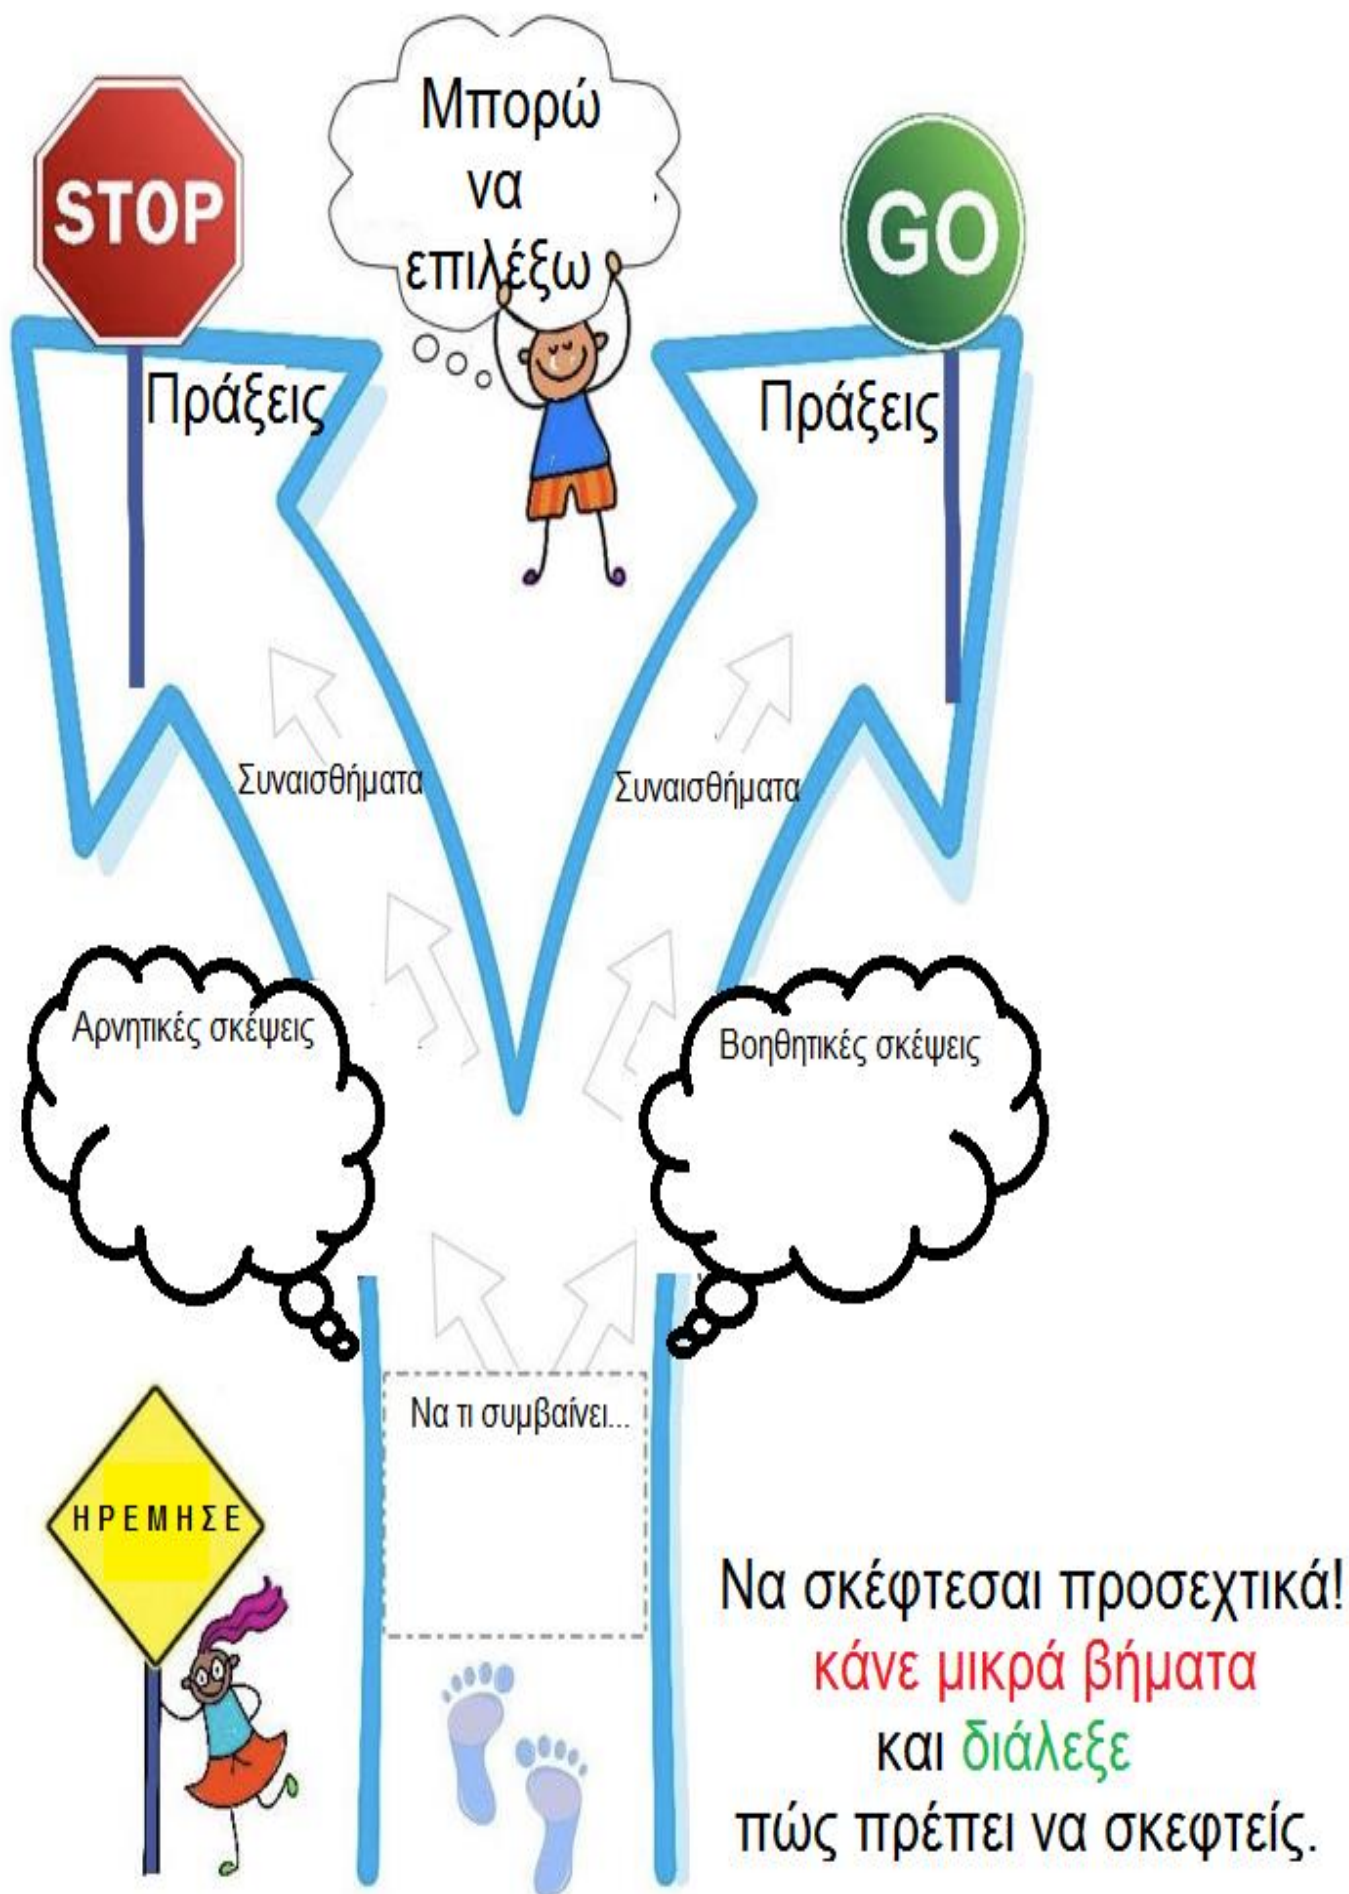 Μπορώ
να
επιλέξω
STOP
GO
Πράξεις
Πράξεις
Συναισθήματα
Συναισθήματα
Αρνητικές σκέψεις
Βοηθητικές σκέψεις
Να τι συμβαίνει...
ΗΡΕΜΗΣΕ
Να σκέφτεσαι προσεχτικά!
κάνε μικρά βήματα
και διάλεξε
πώς πρέπει να σκεφτείς.